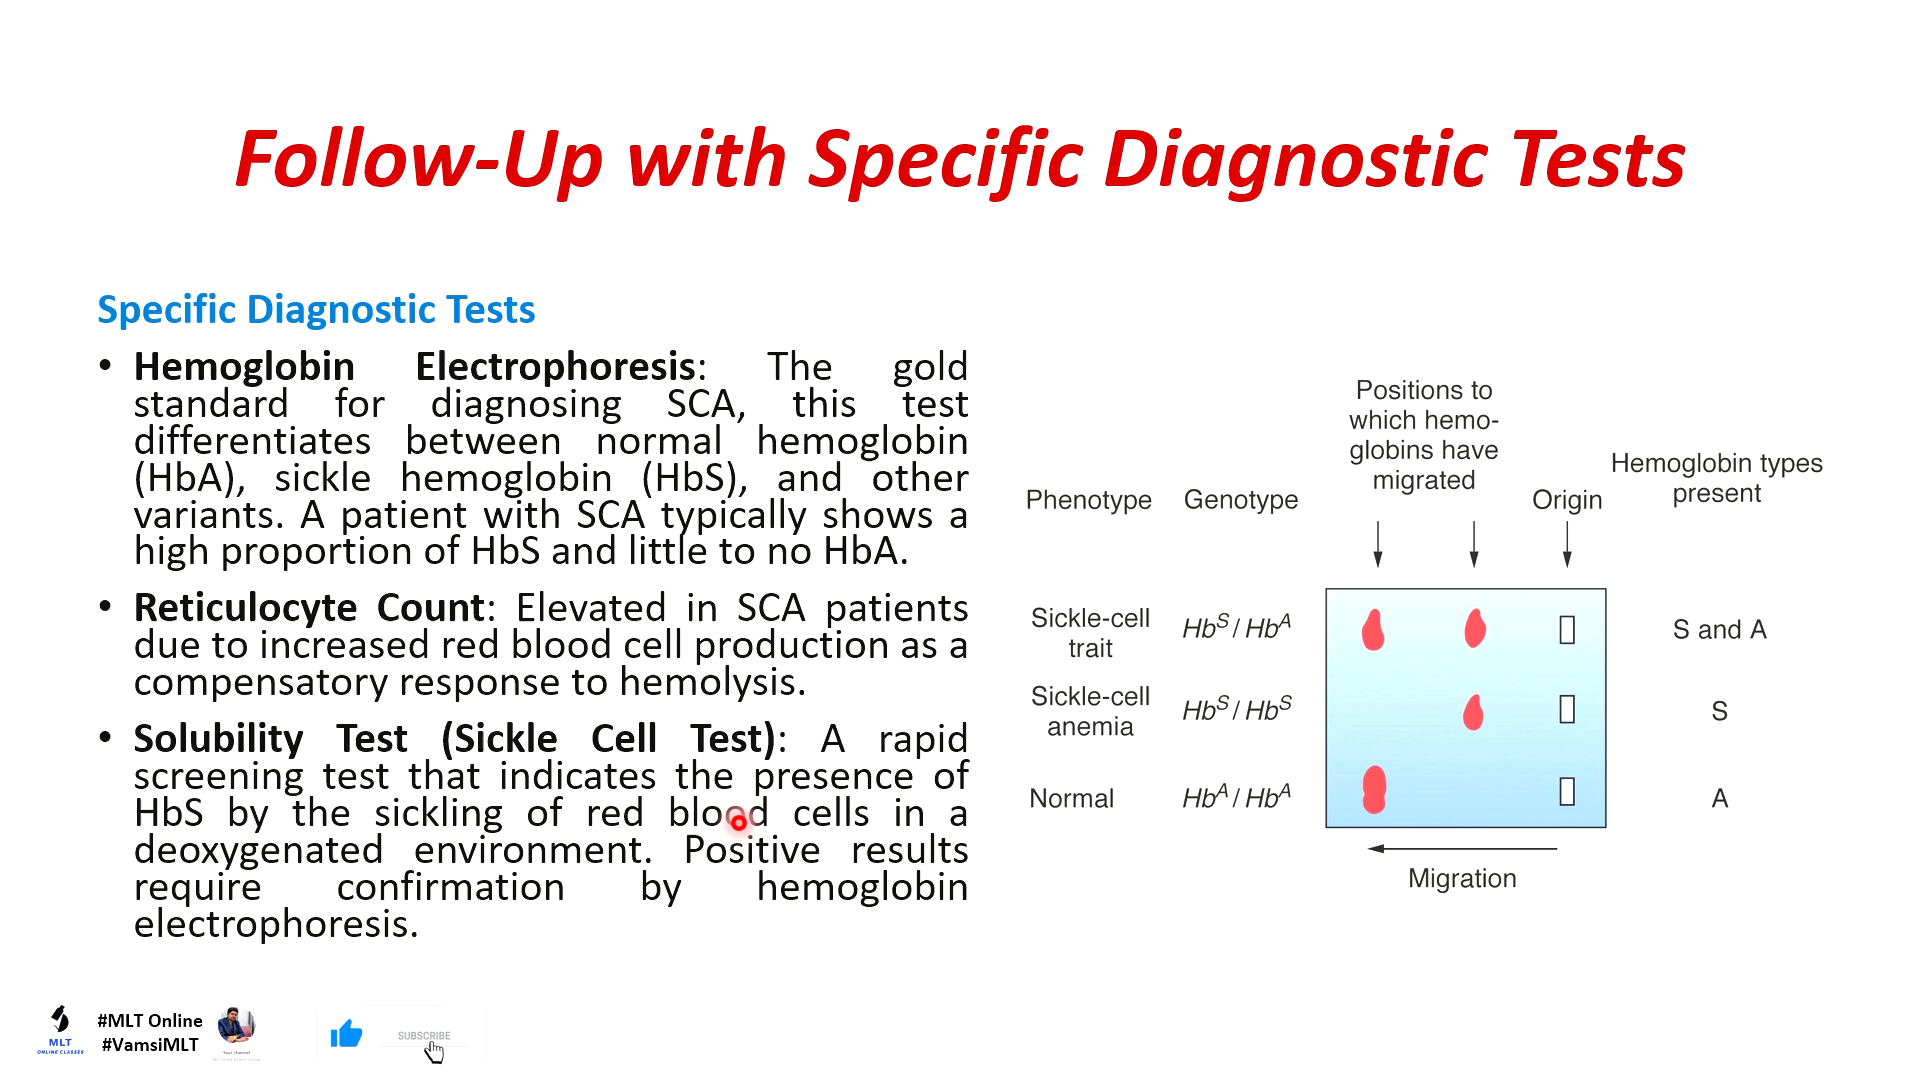 Follow-Up with Specific Diagnostic Tests
Specific Diagnostic Tests
• Hemoglobin Electrophoresis: The gold
standard for diagnosing SCA, this test
differentiates between normal hemoglobin
(HbA), sickle hemoglobin (HbS), and other
variants. A patient with SCA typically shows a
high proportion of HbS and little to no HbA.
• Reticulocyte Count: Elevated in SCA patients
due to increased red blood cell production as a
compensatory response to hemolysis.
• Solubility Test (Sickle Cell Test): A rapid
screening test that indicates the presence of
HbS by the sickling of red blood cells in a
deoxygenated environment. Positive results
require confirmation by hemoglobin
electrophoresis.
Positions to
which hemo-
globins have
migrated
Phenotype
Genotype
Origin
Hemoglobin types
present
Sickle-cell
trait
Hb^S / Hb^A
S and A
Sickle-cell
anemia
Hb^S / Hb^S
S
Normal
Hb^A / Hb^A
A
Migration
MLT
ONLINE CLASSES
#MLT Online
#VamsiMLT
Your channel
SUBSCRIBE